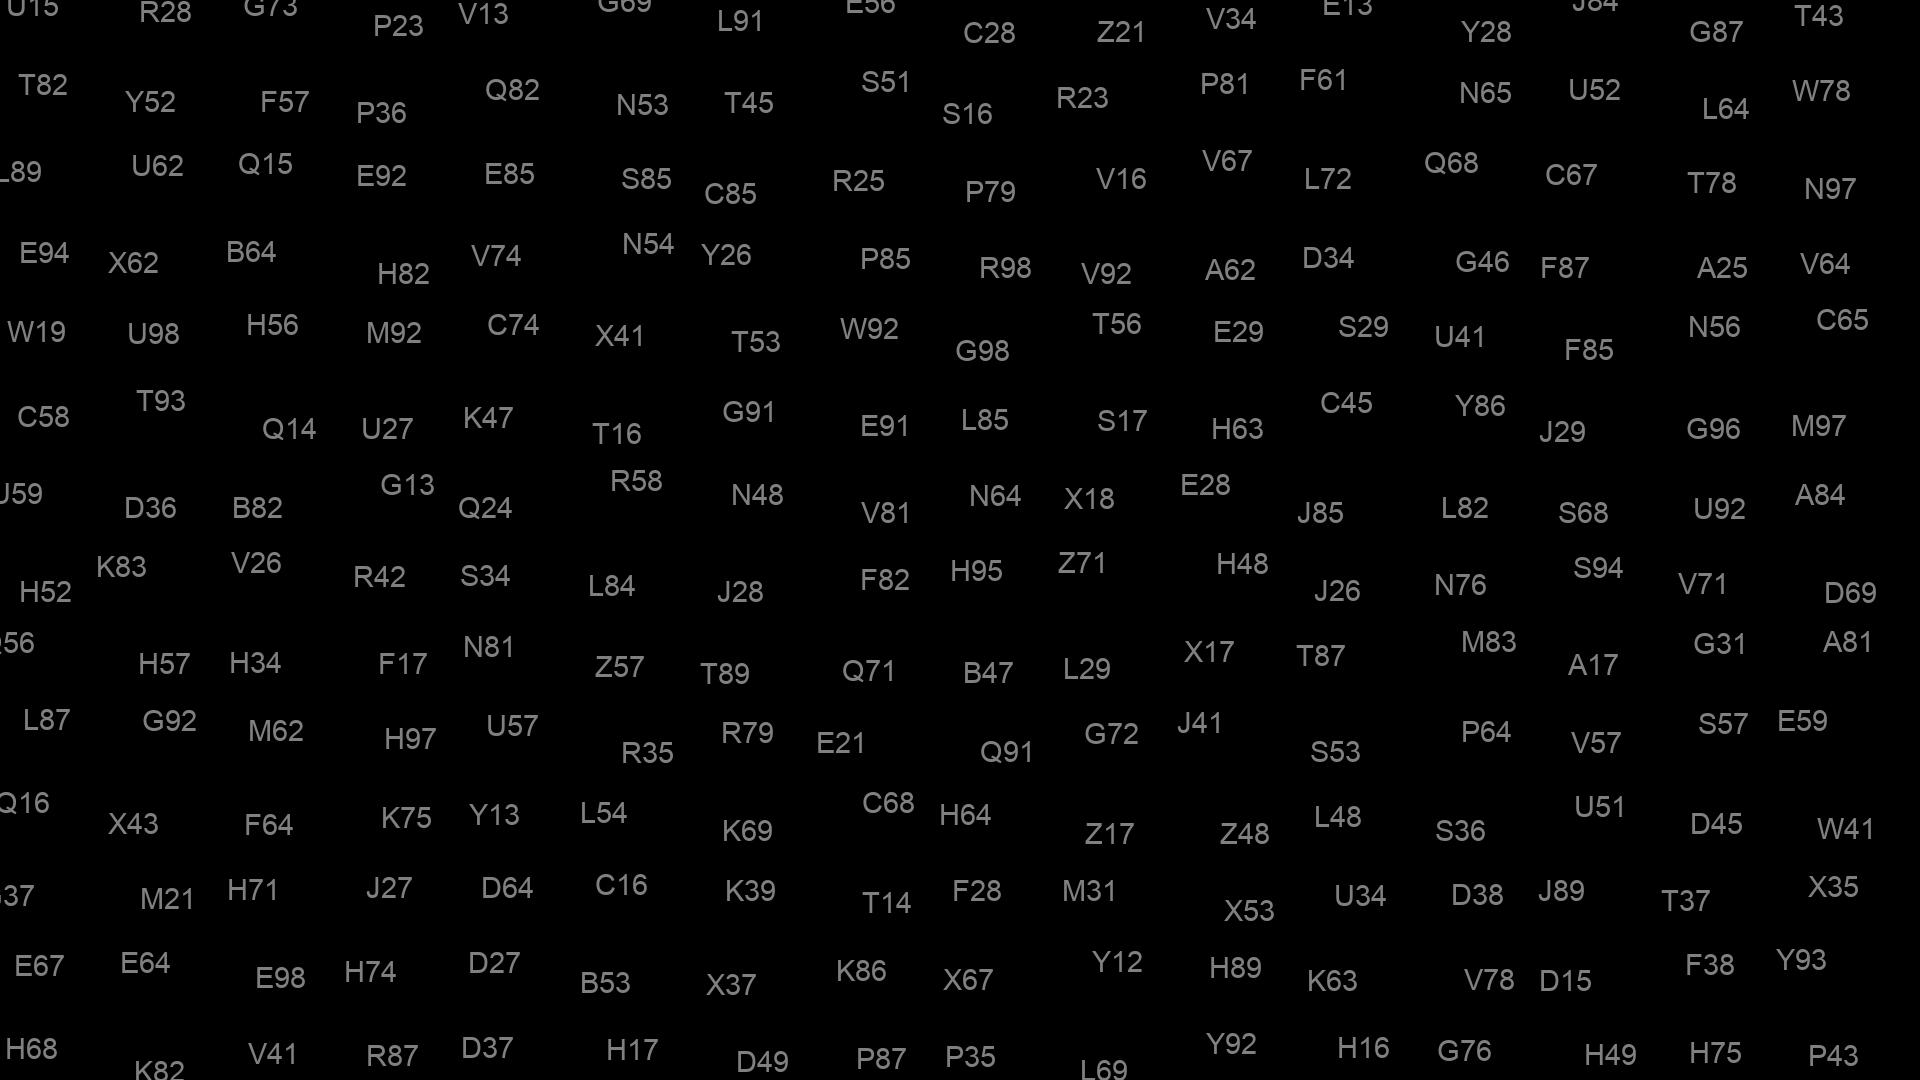 U15 R28 G73 P23 V13 G69 L91 E56 C28 Z21 V34 E13 Y28 J84 G87 T43
T82 Y52 F57 P36 Q82 N53 T45 S51 S16 R23 P81 F61 N65 U52 L64 W78
L89 U62 Q15 E92 E85 S85 C85 R25 P79 V16 V67 L72 Q68 C67 T78 N97
E94 X62 B64 H82 V74 N54 Y26 P85 R98 V92 A62 D34 G46 F87 A25 V64
W19 U98 H56 M92 C74 X41 T53 W92 G98 T56 E29 S29 U41 F85 N56 C65
C58 T93 Q14 U27 K47 T16 G91 E91 L85 S17 H63 C45 Y86 J29 G96 M97
U59 D36 B82 G13 Q24 R58 N48 V81 N64 X18 E28 J85 L82 S68 U92 A84
H52 K83 V26 R42 S34 L84 J28 F82 H95 Z71 H48 J26 N76 S94 V71 D69
56 H57 H34 F17 N81 Z57 T89 Q71 B47 L29 X17 T87 M83 A17 G31 A81
L87 G92 M62 H97 U57 R35 R79 E21 Q91 G72 J41 S53 P64 V57 S57 E59
Q16 X43 F64 K75 Y13 L54 K69 C68 H64 Z17 Z48 L48 S36 U51 D45 W41
37 M21 H71 J27 D64 C16 K39 T14 F28 M31 X53 U34 D38 J89 T37 X35
E67 E64 E98 H74 D27 B53 X37 K86 X67 Y12 H89 K63 V78 D15 F38 Y93
H68 K82 V41 R87 D37 H17 D49 P87 P35 L69 Y92 H16 G76 H49 H75 P43